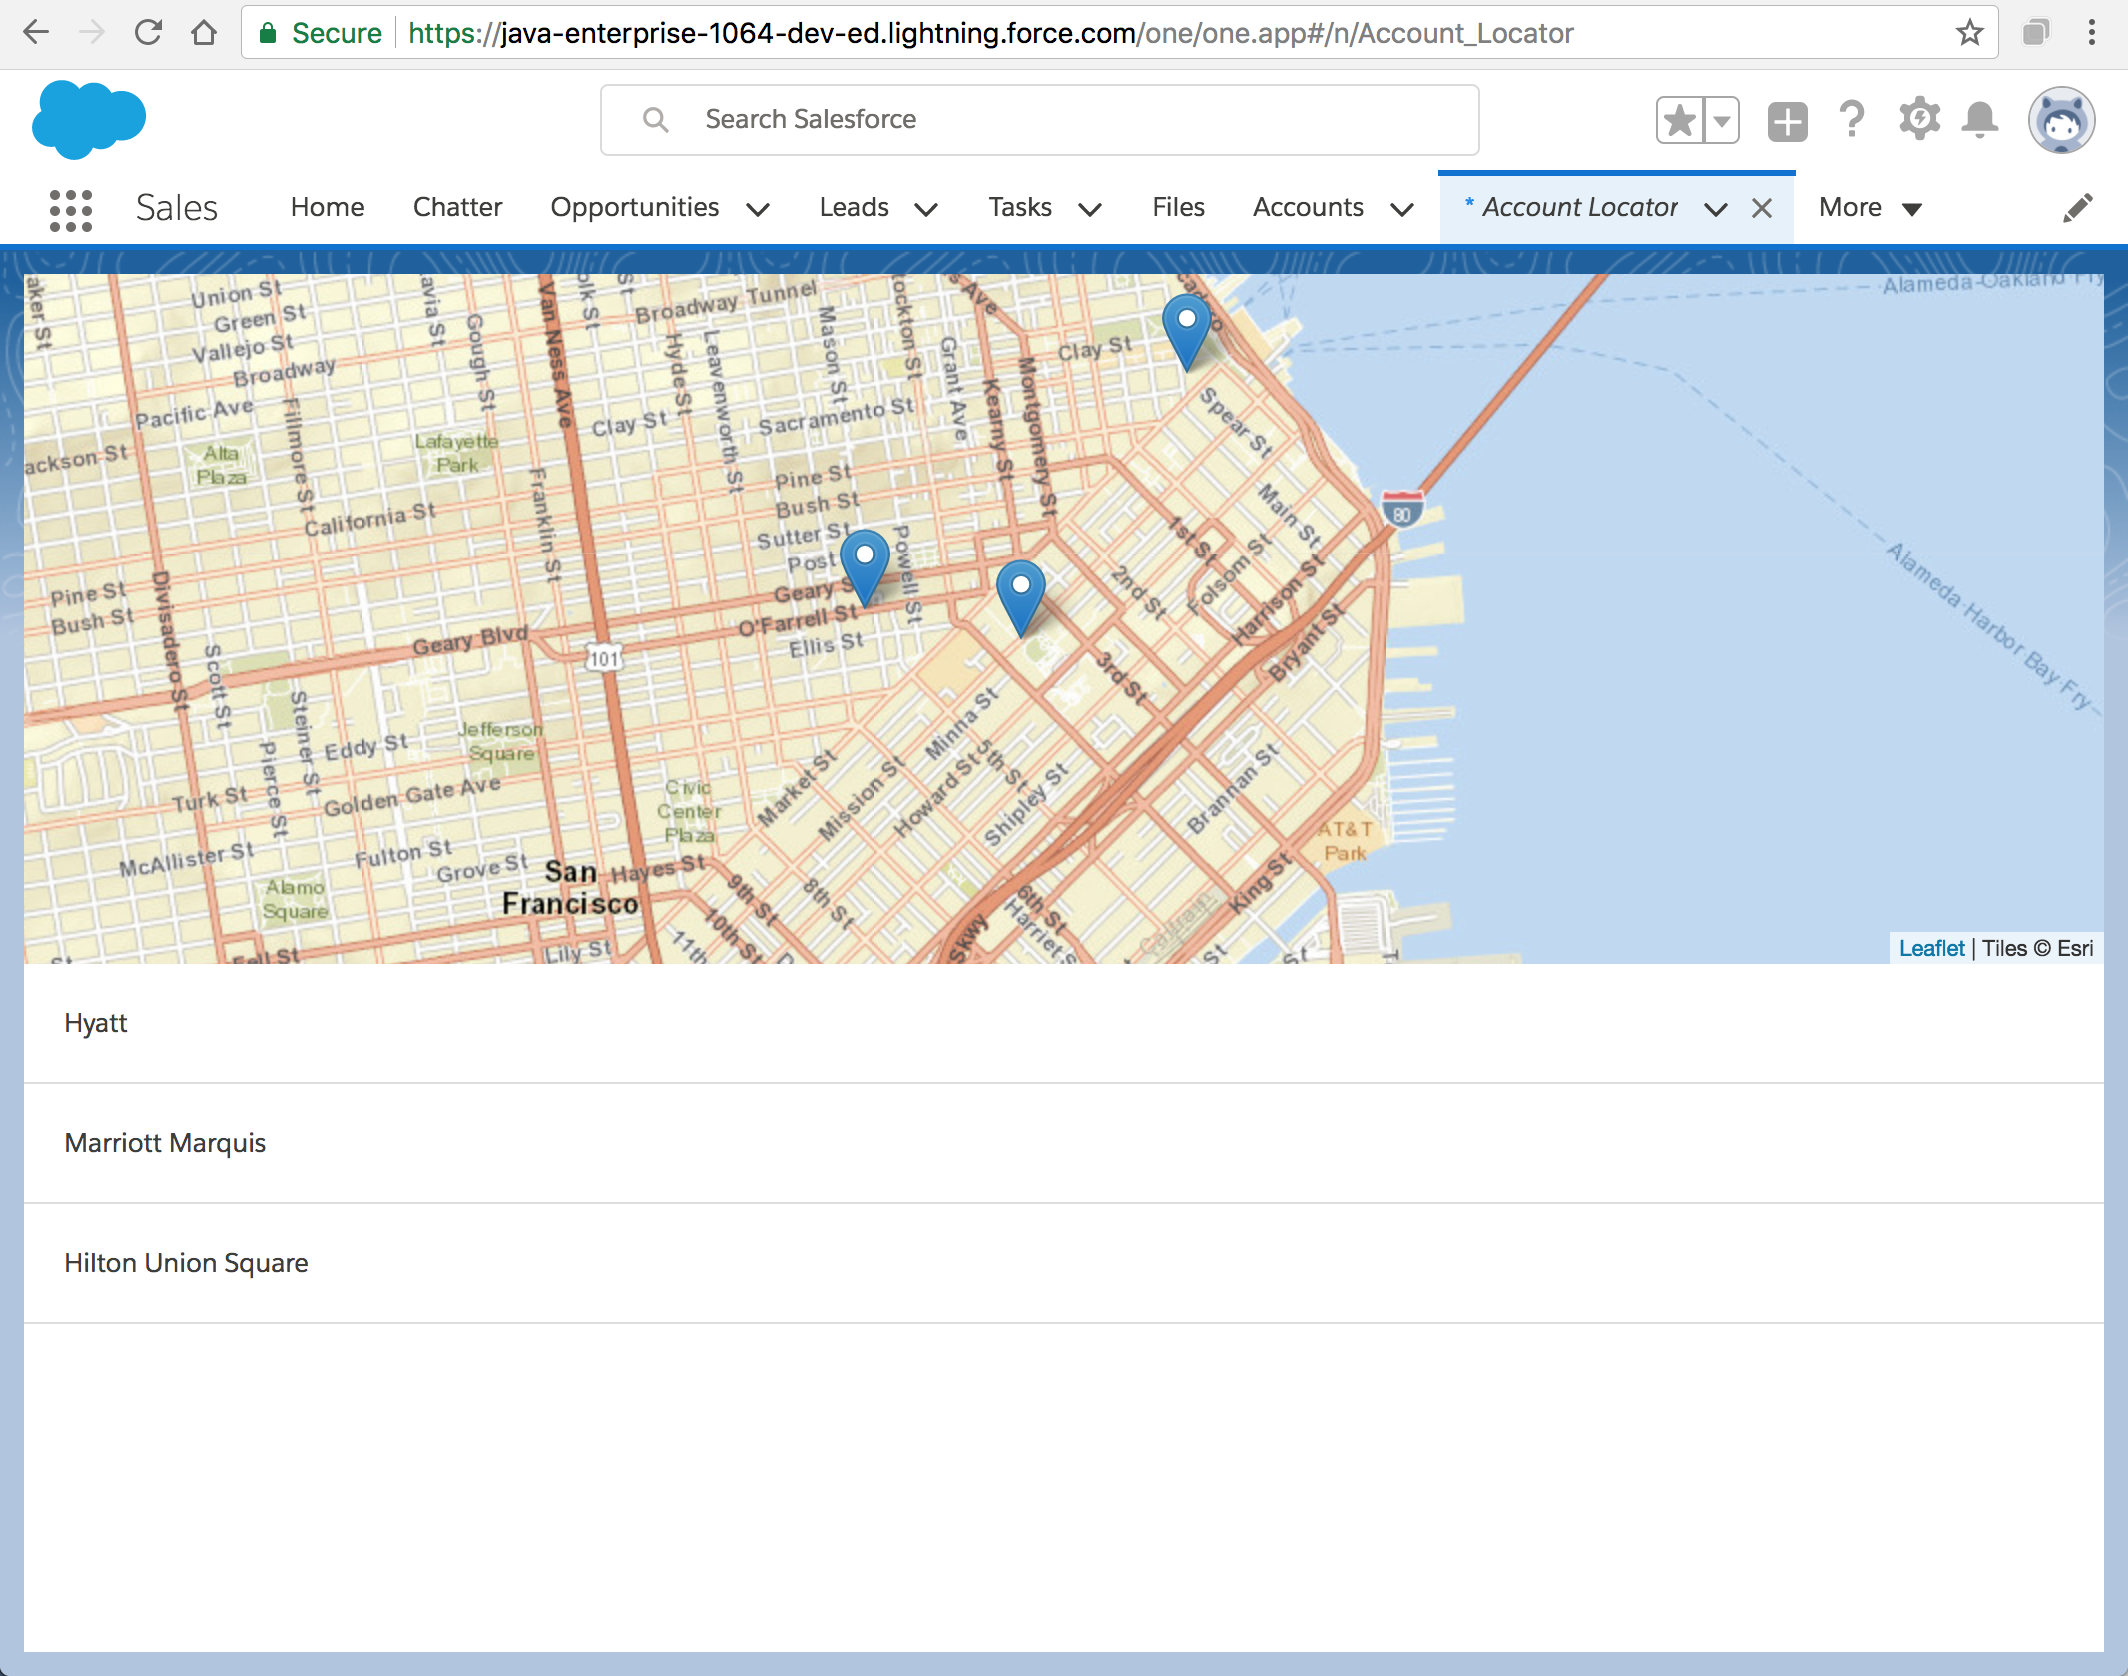 Secure https://java-enterprise-1064-dev-ed.lightning.force.com/one/one.app#/n/Account_Locator
Search Salesforce
Sales Home Chatter Opportunities Leads Tasks Files Accounts * Account Locator More
Union St
Green St
Vallejo St
Broadway
Pacific Ave
Fillmore St
Alta
Plaza
Lafayette
Park
Gough St
Van Ness Ave
Broadway Tunnel
Hyde St
Leavenworth St
Mason St
Grant Ave
Kearny St
Montgomery St
Clay St
Clay St
Sacramento St
Spear St
Main St
California St
Franklin St
Pine St
Bush St
Sutter St
Post
Powell St
Geary S
O'Farrell St
Ellis St
1st St
Folsom St
2nd St
Harrison St
Bryant St
80
Alameda Harbor Bay Fry
Pine St
Bush St
Divisadero St
Scott St
Geary Blvd
101
3rd St
Steiner St
Pierce St
Eddy St
Jefferson
Square
Turk St
Golden Gate Ave
Minna St
5th St
Market St
Mission St
Howard St
Shipley St
Brannan St
Civic
Center
Plaza
AT&T
Park
McAllister St
Fulton St
Grove St
San
Francisco
Hayes St
Alamo
Square
9th St
8th St
10th St
11th
6th St
Harriet S
King St
Caltrain
Fell St
Lily St
Leaflet | Tiles © Esri
Hyatt
Marriott Marquis
Hilton Union Square